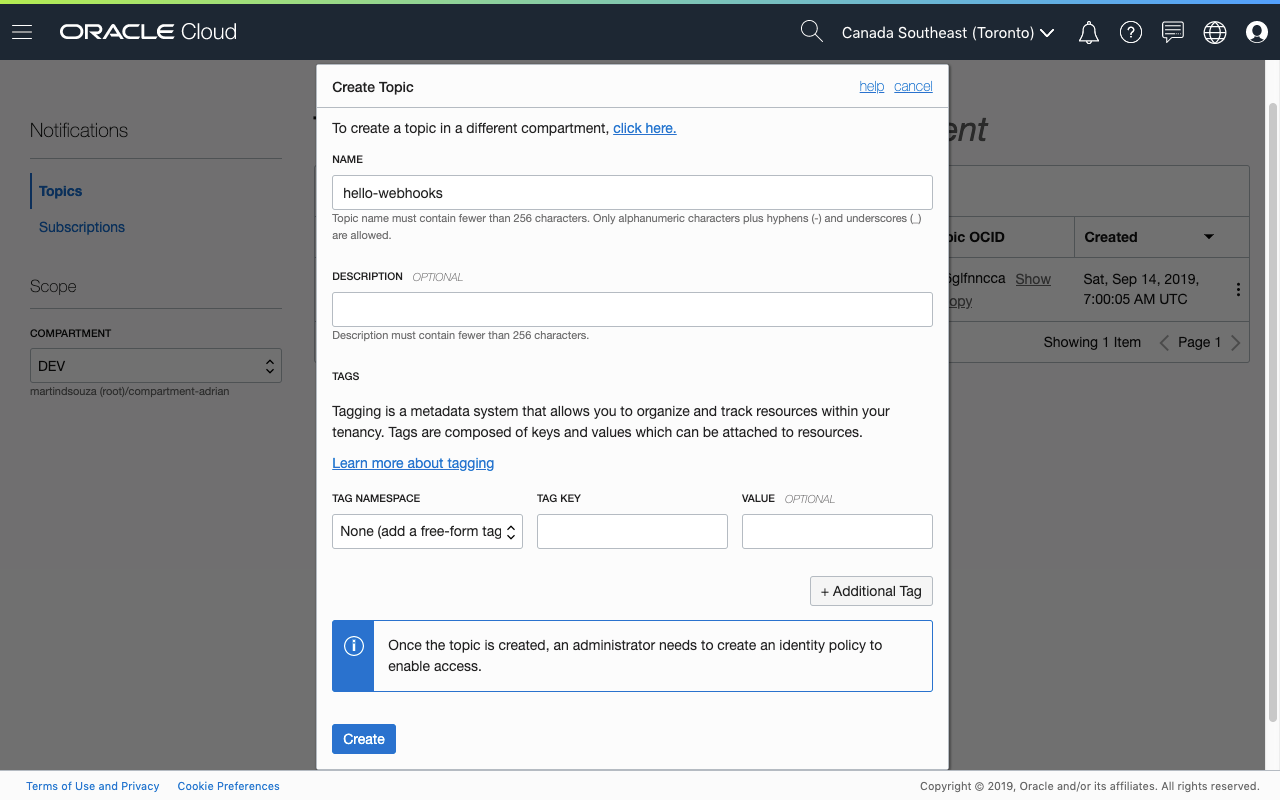 ORACLE Cloud
Canada Southeast (Toronto)
Create Topic
help cancel
To create a topic in a different compartment, click here.
NAME
hello-webhooks
Topic name must contain fewer than 256 characters. Only alphanumeric characters plus hyphens (-) and underscores (_)
are allowed.
DESCRIPTION OPTIONAL
Description must contain fewer than 256 characters.
TAGS
Tagging is a metadata system that allows you to organize and track resources within your
tenancy. Tags are composed of keys and values which can be attached to resources.
Learn more about tagging
TAG NAMESPACE TAG KEY VALUE OPTIONAL
None (add a free-form tag
+ Additional Tag
Once the topic is created, an administrator needs to create an identity policy to
enable access.
Create
Notifications
Topics
Subscriptions
Scope
COMPARTMENT
DEV
martindsouza (root)/compartment-adrian
OCID
Created
Show
Sat, Sep 14, 2019,
7:00:05 AM UTC
Showing 1 Item
Page 1
Terms of Use and Privacy Cookie Preferences
Copyright © 2019, Oracle and/or its affiliates. All rights reserved.